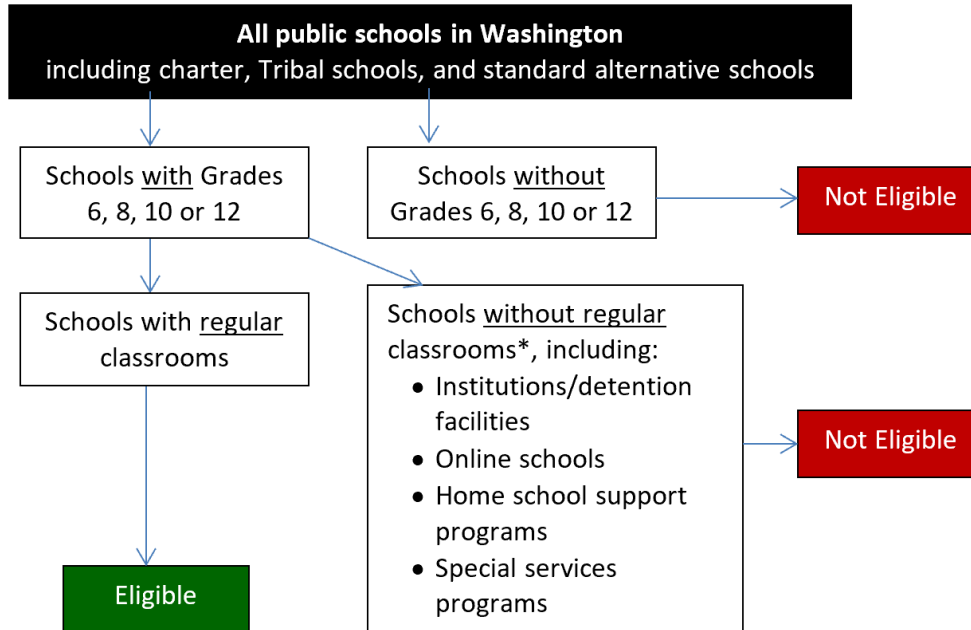 All public schools in Washington
including charter, Tribal schools, and standard alternative schools
Schools with Grades
6, 8, 10 or 12
Schools without
Grades 6, 8, 10 or 12
Not Eligible
Schools with regular
classrooms
Schools without regular
classrooms*, including:
• Institutions/detention
facilities
• Online schools
• Home school support
programs
• Special services
programs
Not Eligible
Eligible